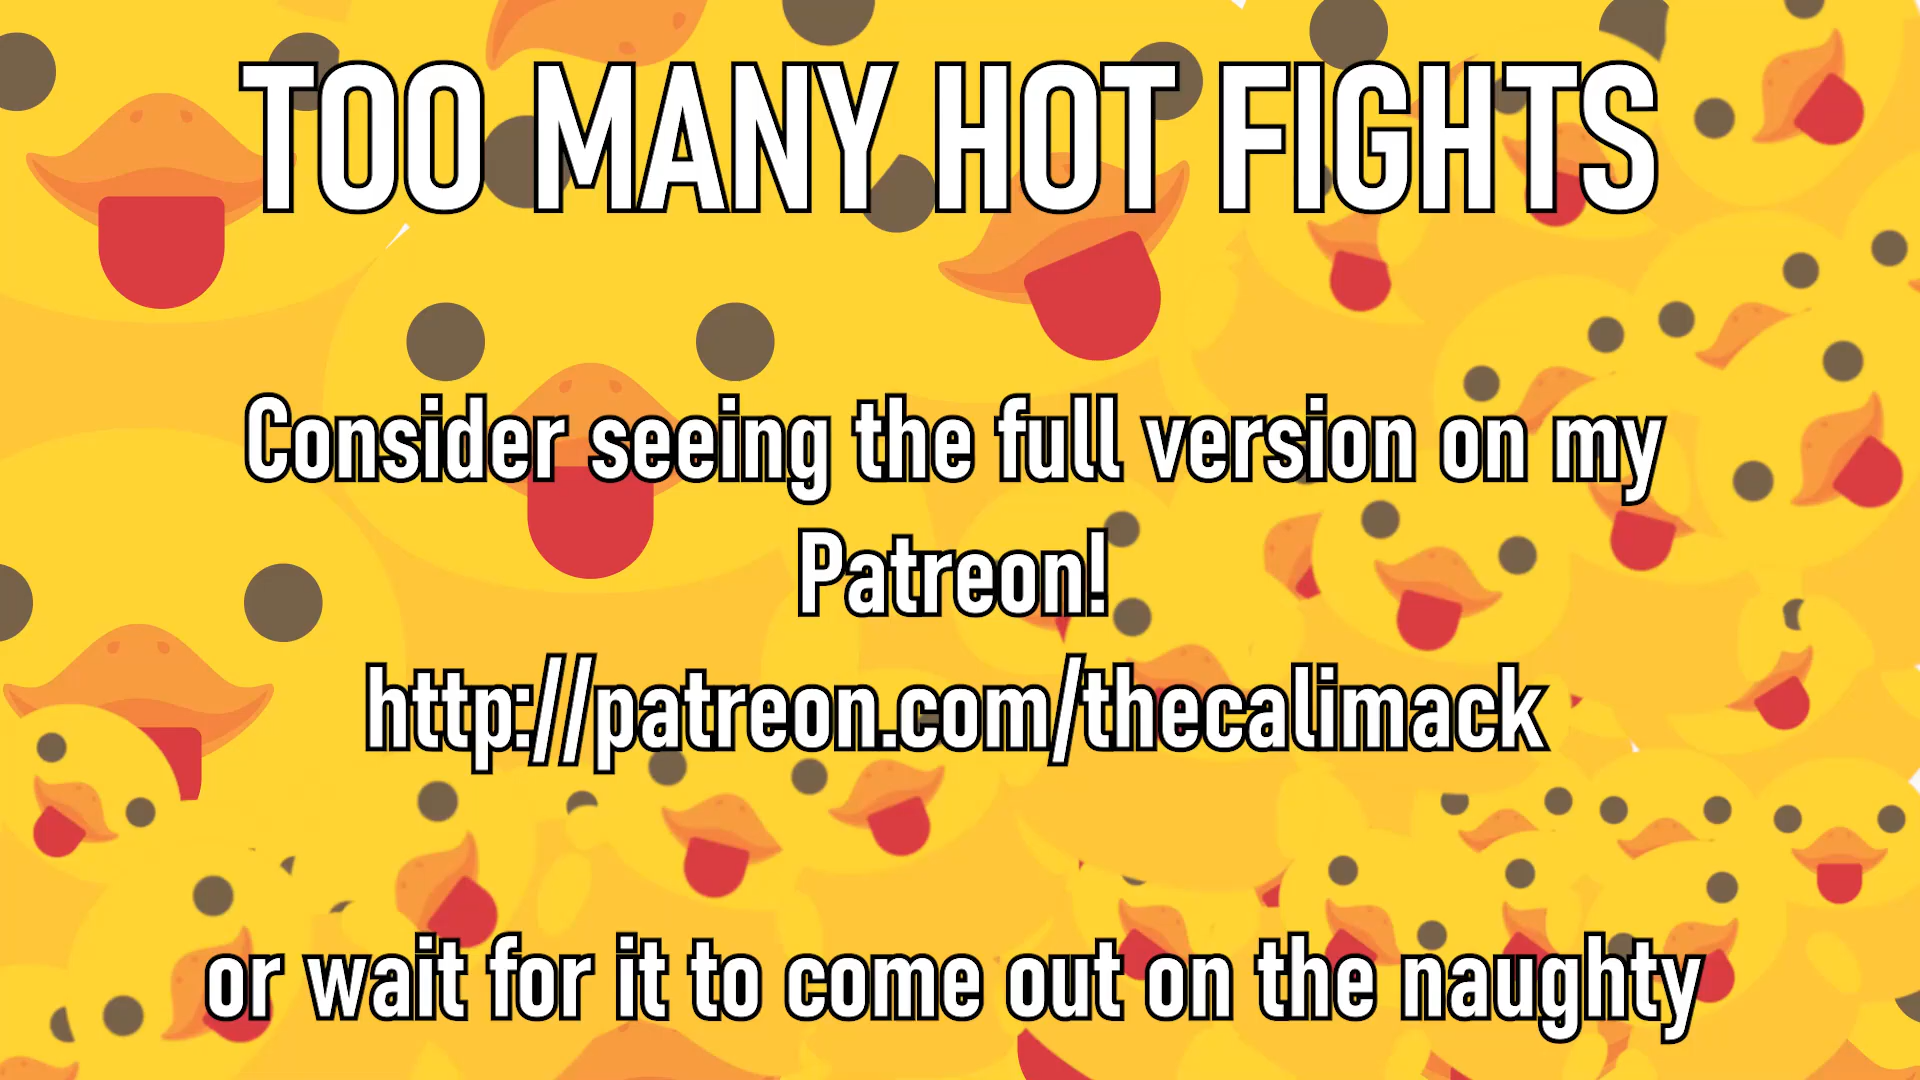 TOO MANY HOT FIGHTS
Consider seeing the full version on my
Patreon!
http://patreon.com/thecalimack
or wait for it to come out on the naughty